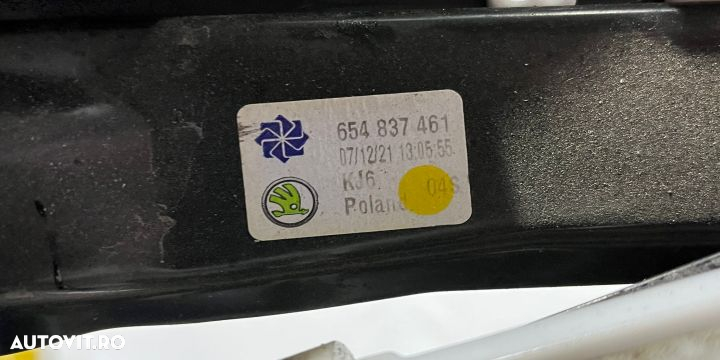 654 837 461
07/12/21 13:05:55
KJ6 04S
Poland
AUTOVIT.RO